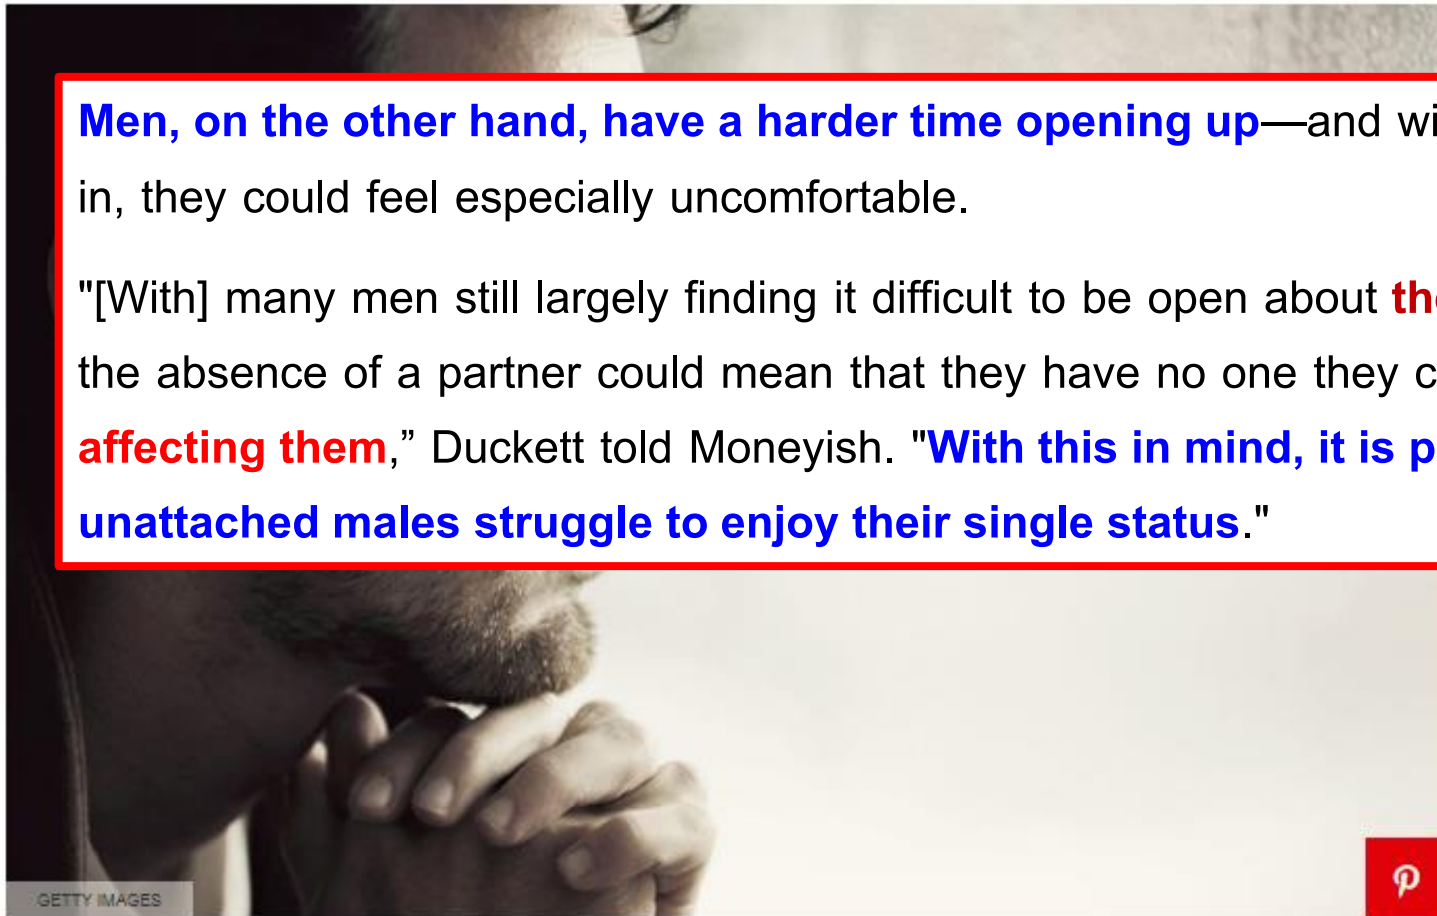 Men, on the other hand, have a harder time opening up—and
in, they could feel especially uncomfortable.
"[With] many men still largely finding it difficult to be open about
the absence of a partner could mean that they have no one they
affecting them,” Duckett told Moneyish. "With this in mind, it is
unattached males struggle to enjoy their single status."
GETTY IMAGES